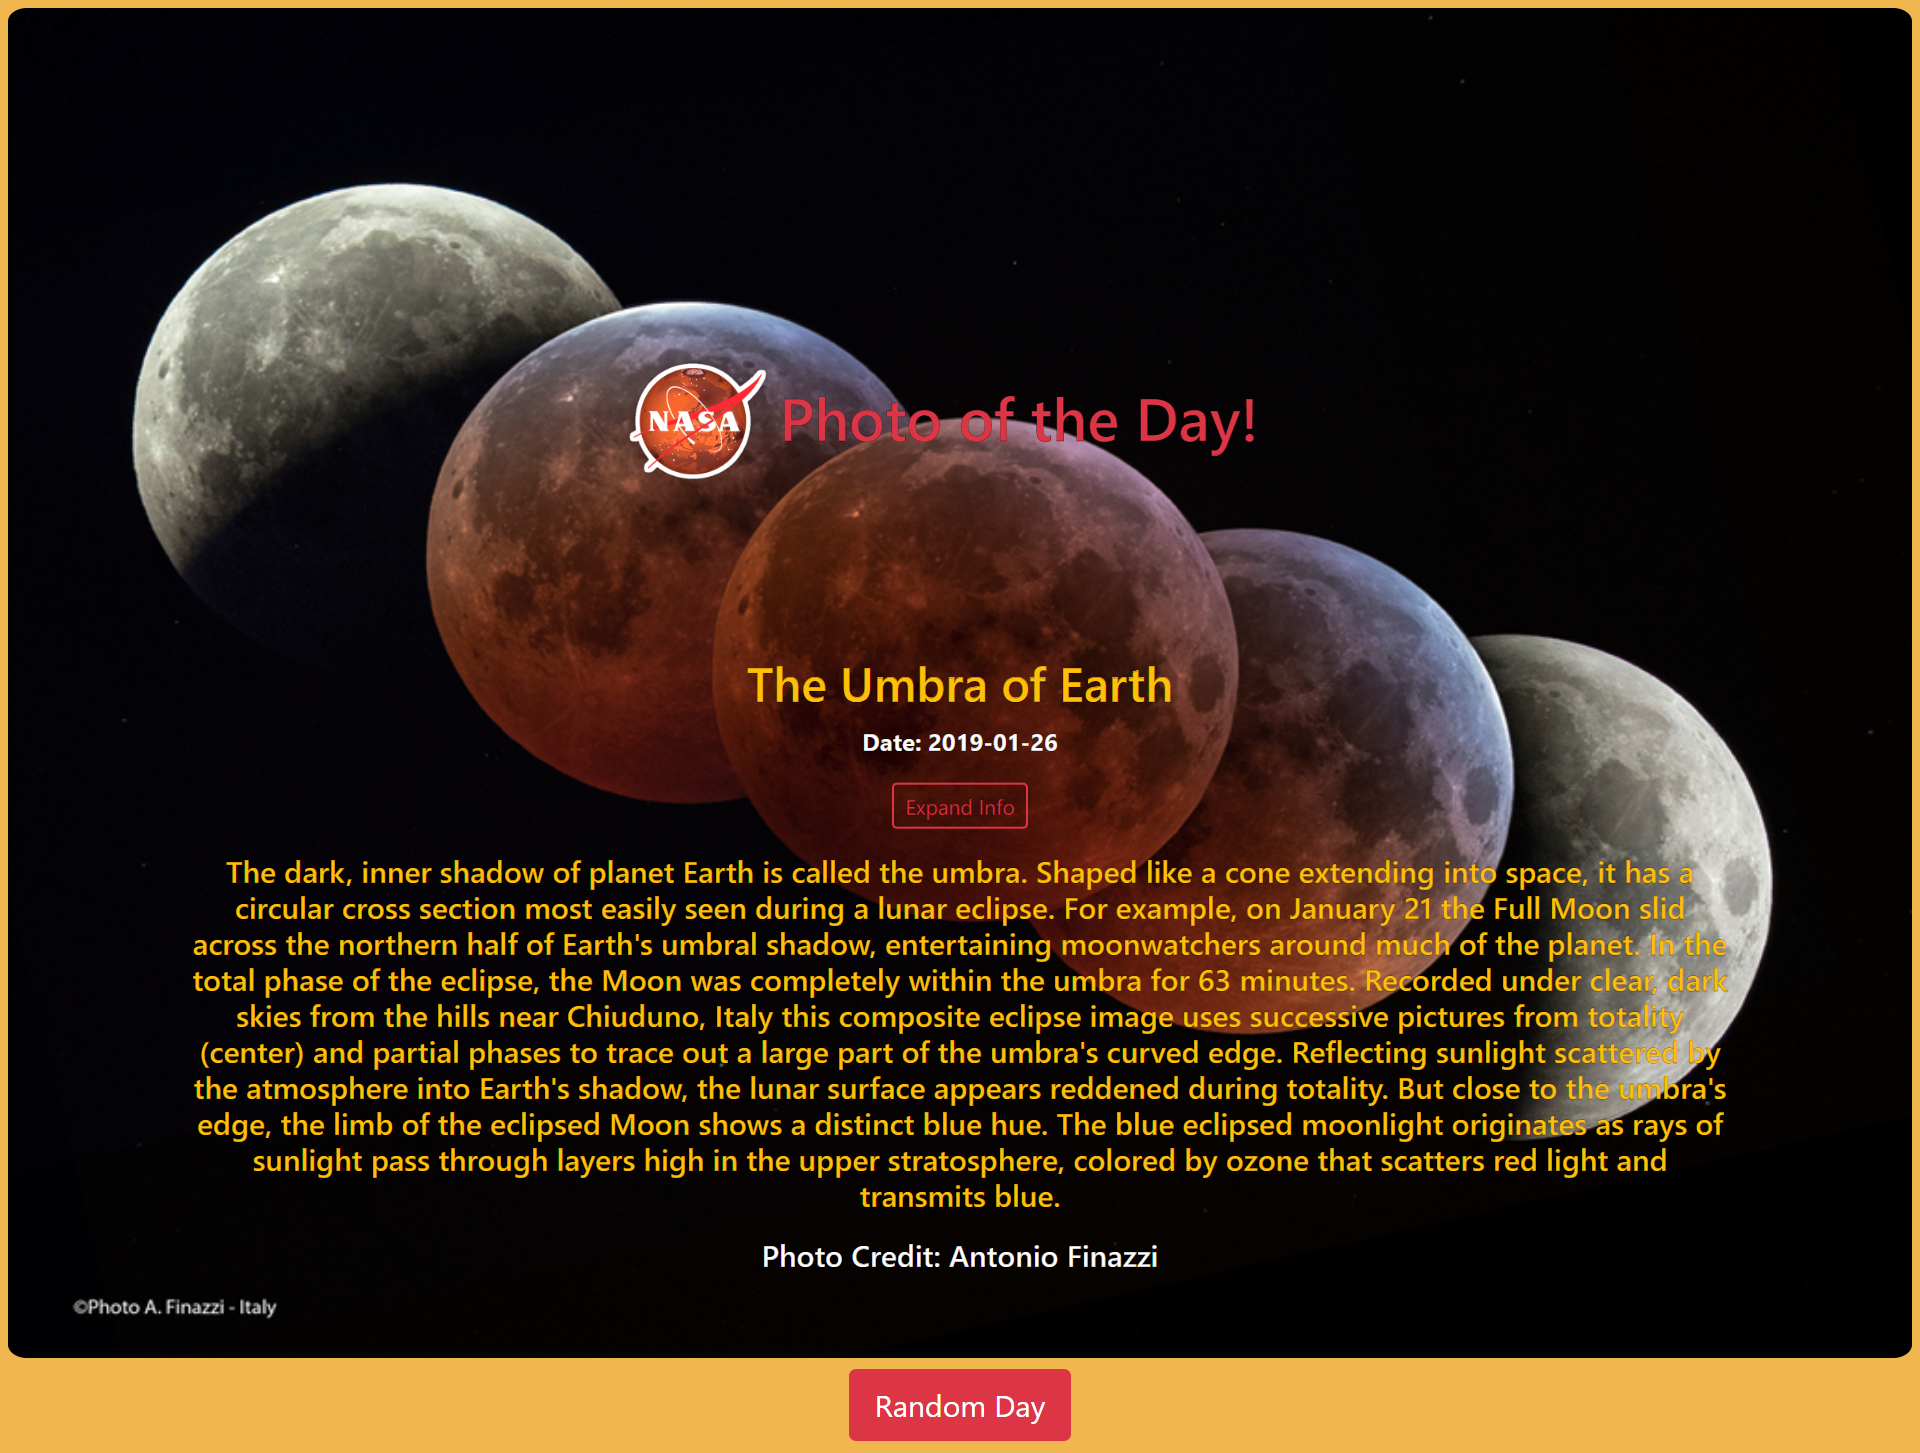 NASA
Photo of the Day!
The Umbra of Earth
Date: 2019-01-26
Expand Info
The dark, inner shadow of planet Earth is called the umbra. Shaped like a cone extending into space, it has a
circular cross section most easily seen during a lunar eclipse. For example, on January 21 the Full Moon slid
across the northern half of Earth's umbral shadow, entertaining moonwatchers around much of the planet. In the
total phase of the eclipse, the Moon was completely within the umbra for 63 minutes. Recorded under clear, dark
skies from the hills near Chiuduno, Italy this composite eclipse image uses successive pictures from totality
(center) and partial phases to trace out a large part of the umbra's curved edge. Reflecting sunlight scattered by
the atmosphere into Earth's shadow, the lunar surface appears reddened during totality. But close to the umbra's
edge, the limb of the eclipsed Moon shows a distinct blue hue. The blue eclipsed moonlight originates as rays of
sunlight pass through layers high in the upper stratosphere, colored by ozone that scatters red light and
transmits blue.
Photo Credit: Antonio Finazzi
©Photo A. Finazzi - Italy
Random Day